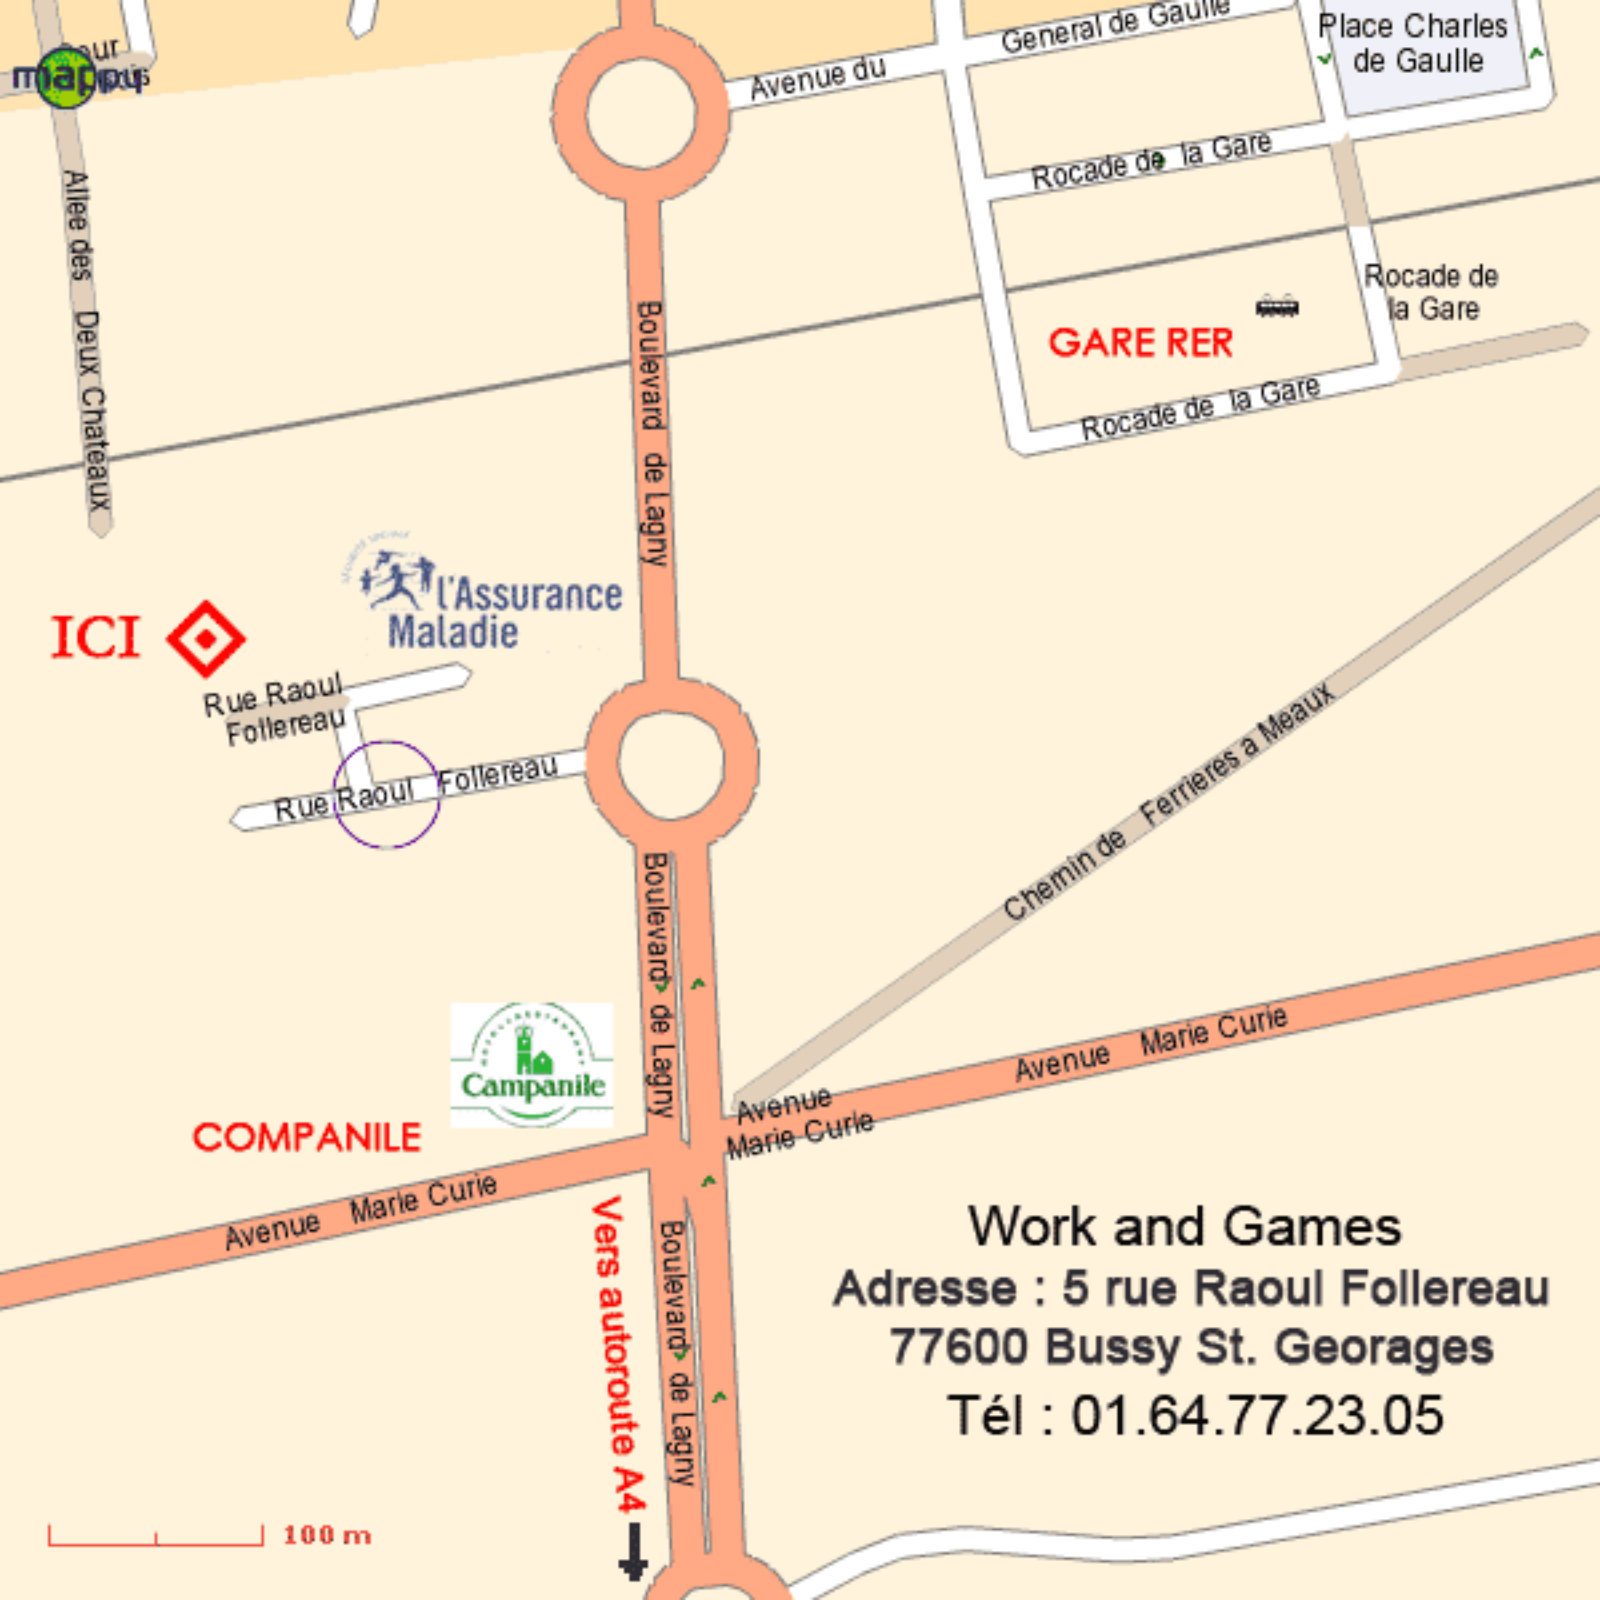 General de Gaulle
Place Charles
de Gaulle
our
mappy
Avenue du
Rocade de la Gare
Allee des Deux Chateaux
Boulevard de Lagny
Rocade de
la Gare
GARE RER
Rocade de la Gare
l'Assurance
Maladie
ICI
Rue Raoul
Follereau
Rue Raoul Follereau
Chemin de Ferrieres a Meaux
Boulevard de Lagny
Campanile
COMPANILE
Avenue Marie Curie
Avenue
Marie Curie
Avenue Marie Curie
Vers autoroute A4
Boulevard de Lagny
Work and Games
Adresse : 5 rue Raoul Follereau
77600 Bussy St. Georages
Tél : 01.64.77.23.05
100 m